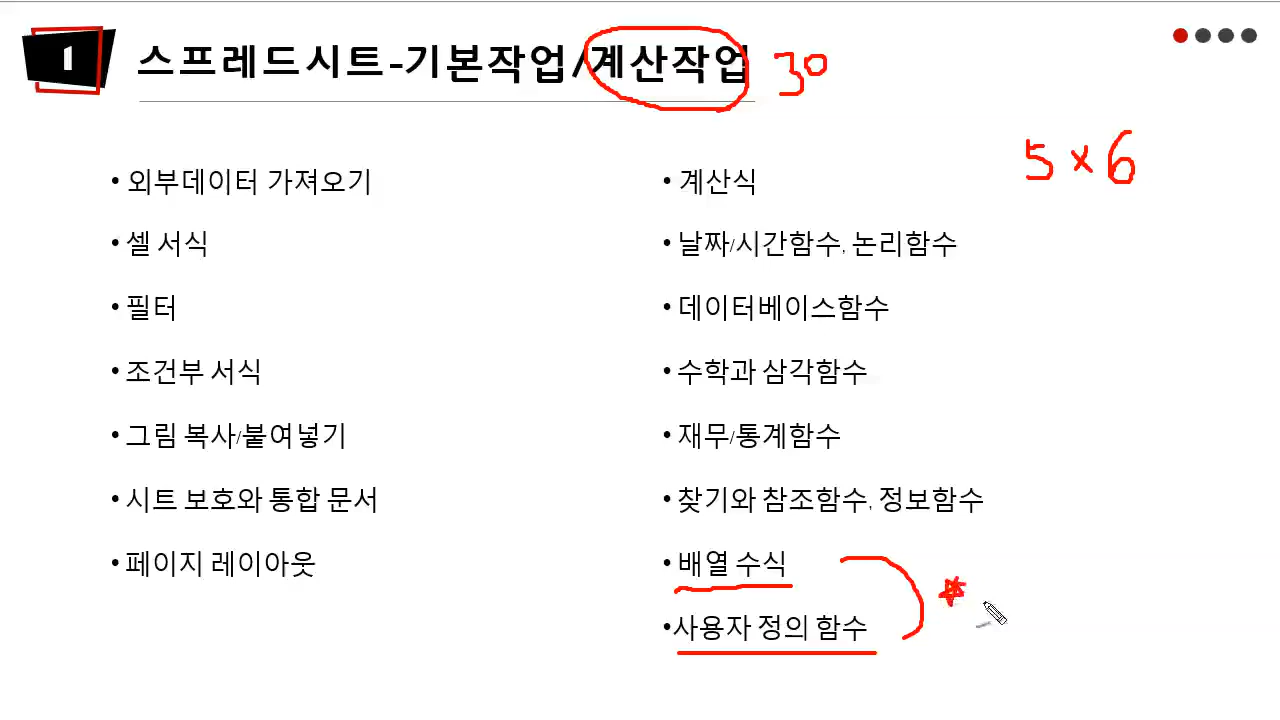 1
스프레드시트-기본작업/계산작업 30
5 x 6
• 외부데이터 가져오기
• 셀 서식
• 필터
• 조건부 서식
• 그림 복사/붙여넣기
• 시트 보호와 통합 문서
• 페이지 레이아웃
• 계산식
• 날짜/시간함수, 논리함수
• 데이터베이스함수
• 수학과 삼각함수
• 재무/통계함수
• 찾기와 참조함수, 정보함수
• 배열 수식
•사용자 정의 함수